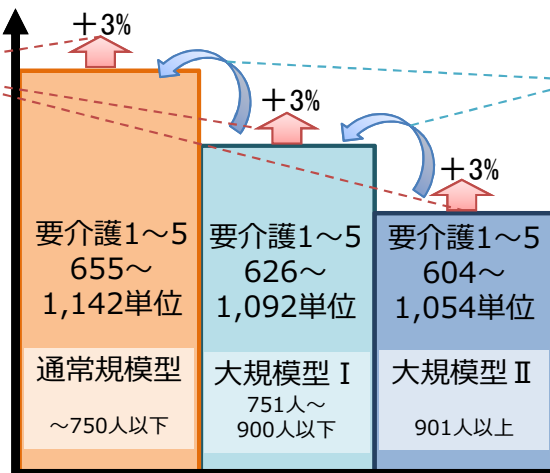 +3%
+3%
+3%
要介護1～5
655～
1,142単位
通常規模型
～750人以下
要介護1～5
626～
1,092単位
大規模型Ⅰ
751人～
900人以下
要介護1～5
604～
1,054単位
大規模型Ⅱ
901人以上